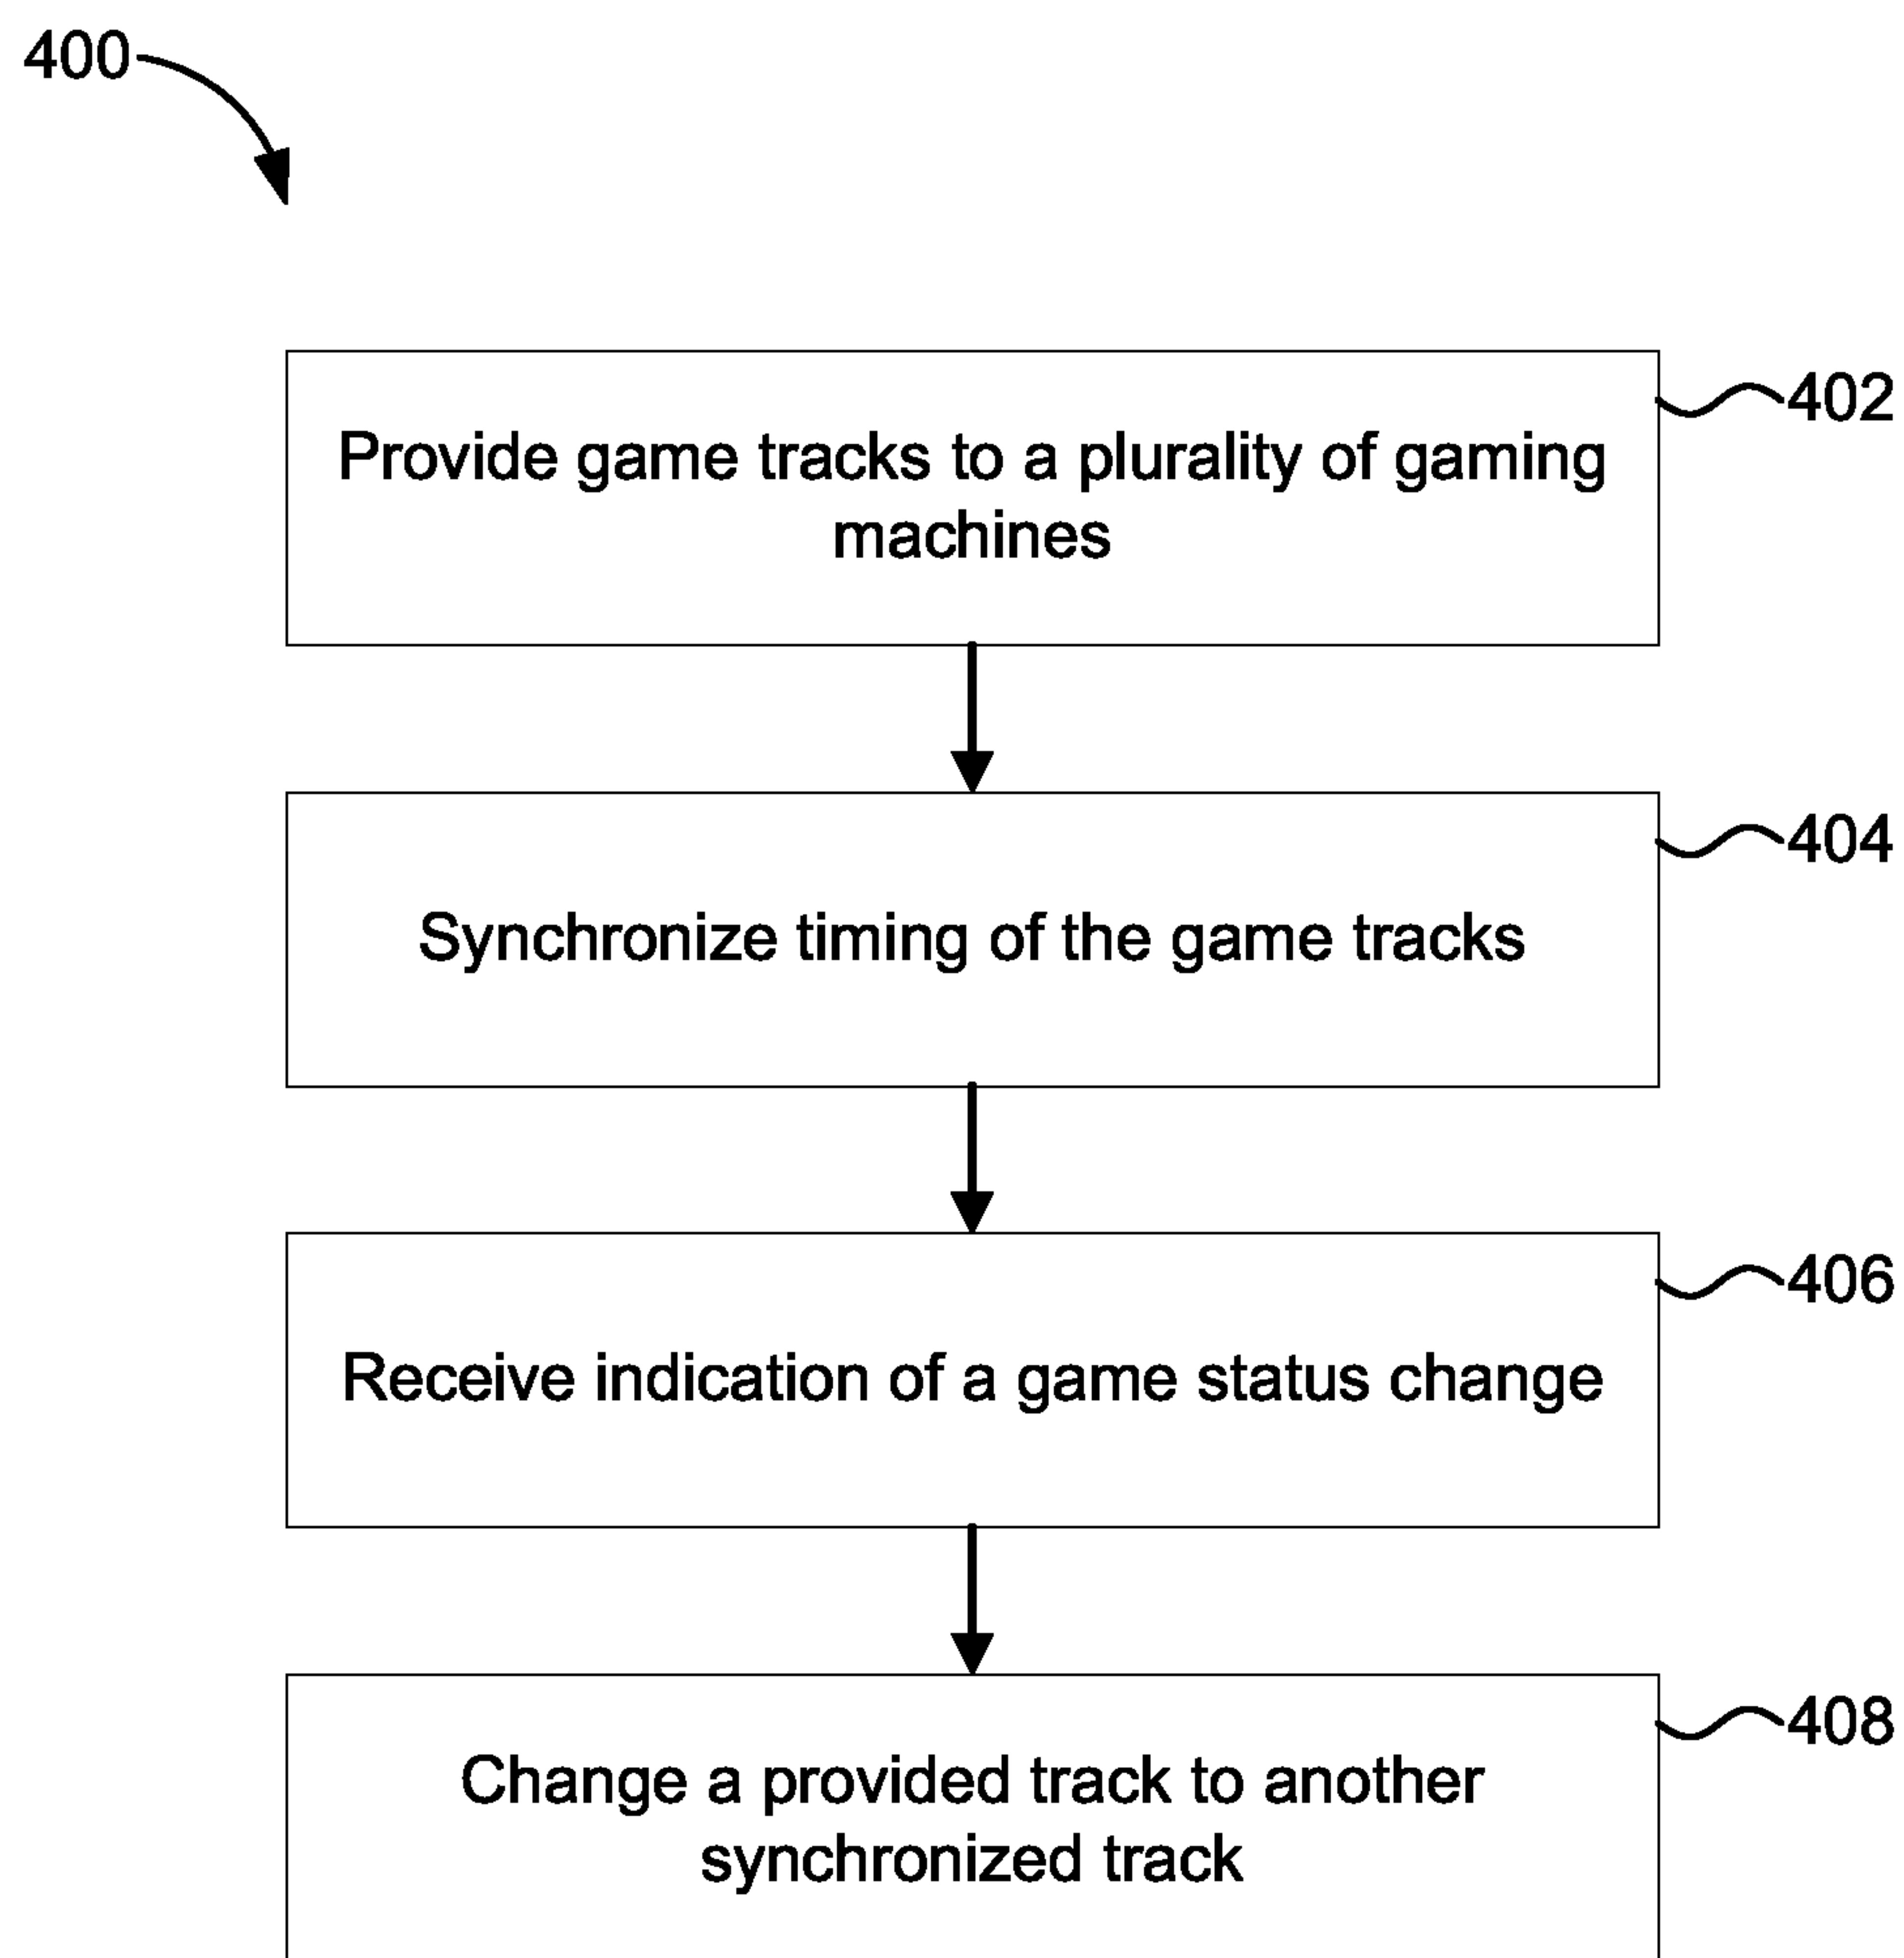 400
402
Provide game tracks to a plurality of gaming
machines
404
Synchronize timing of the game tracks
406
Receive indication of a game status change
408
Change a provided track to another
synchronized track